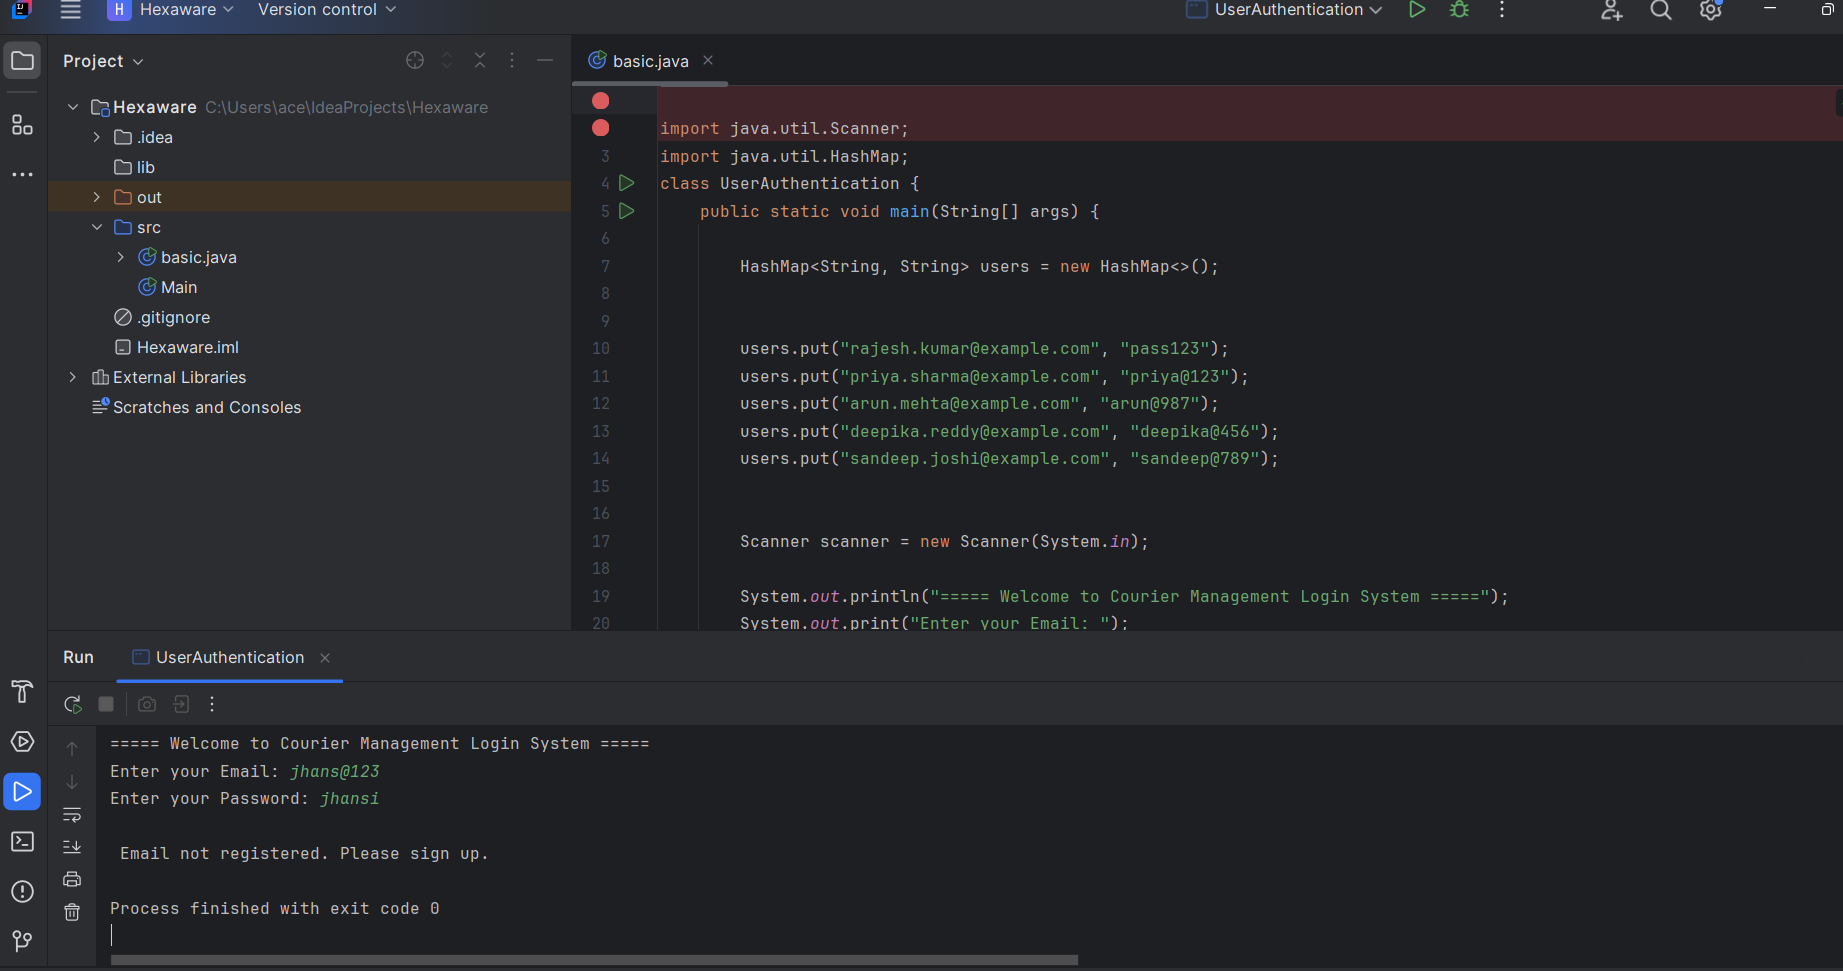 H Hexaware Version control UserAuthentication
Project
Hexaware C:\Users\ace\IdeaProjects\Hexaware
.idea
lib
out
src
basic.java
Main
.gitignore
Hexaware.iml
External Libraries
Scratches and Consoles
basic.java
import java.util.Scanner;
3 import java.util.HashMap;
4 class UserAuthentication {
5 public static void main(String[] args) {
6
7 HashMap<String, String> users = new HashMap<>();
8
9
10 users.put("rajesh.kumar@example.com", "pass123");
11 users.put("priya.sharma@example.com", "priya@123");
12 users.put("arun.mehta@example.com", "arun@987");
13 users.put("deepika.reddy@example.com", "deepika@456");
14 users.put("sandeep.joshi@example.com", "sandeep@789");
15
16
17 Scanner scanner = new Scanner(System.in);
18
19 System.out.println("===== Welcome to Courier Management Login System =====");
20 System.out.print("Enter your Email: ");
Run UserAuthentication
===== Welcome to Courier Management Login System =====
Enter your Email: jhans@123
Enter your Password: jhansi
Email not registered. Please sign up.
Process finished with exit code 0